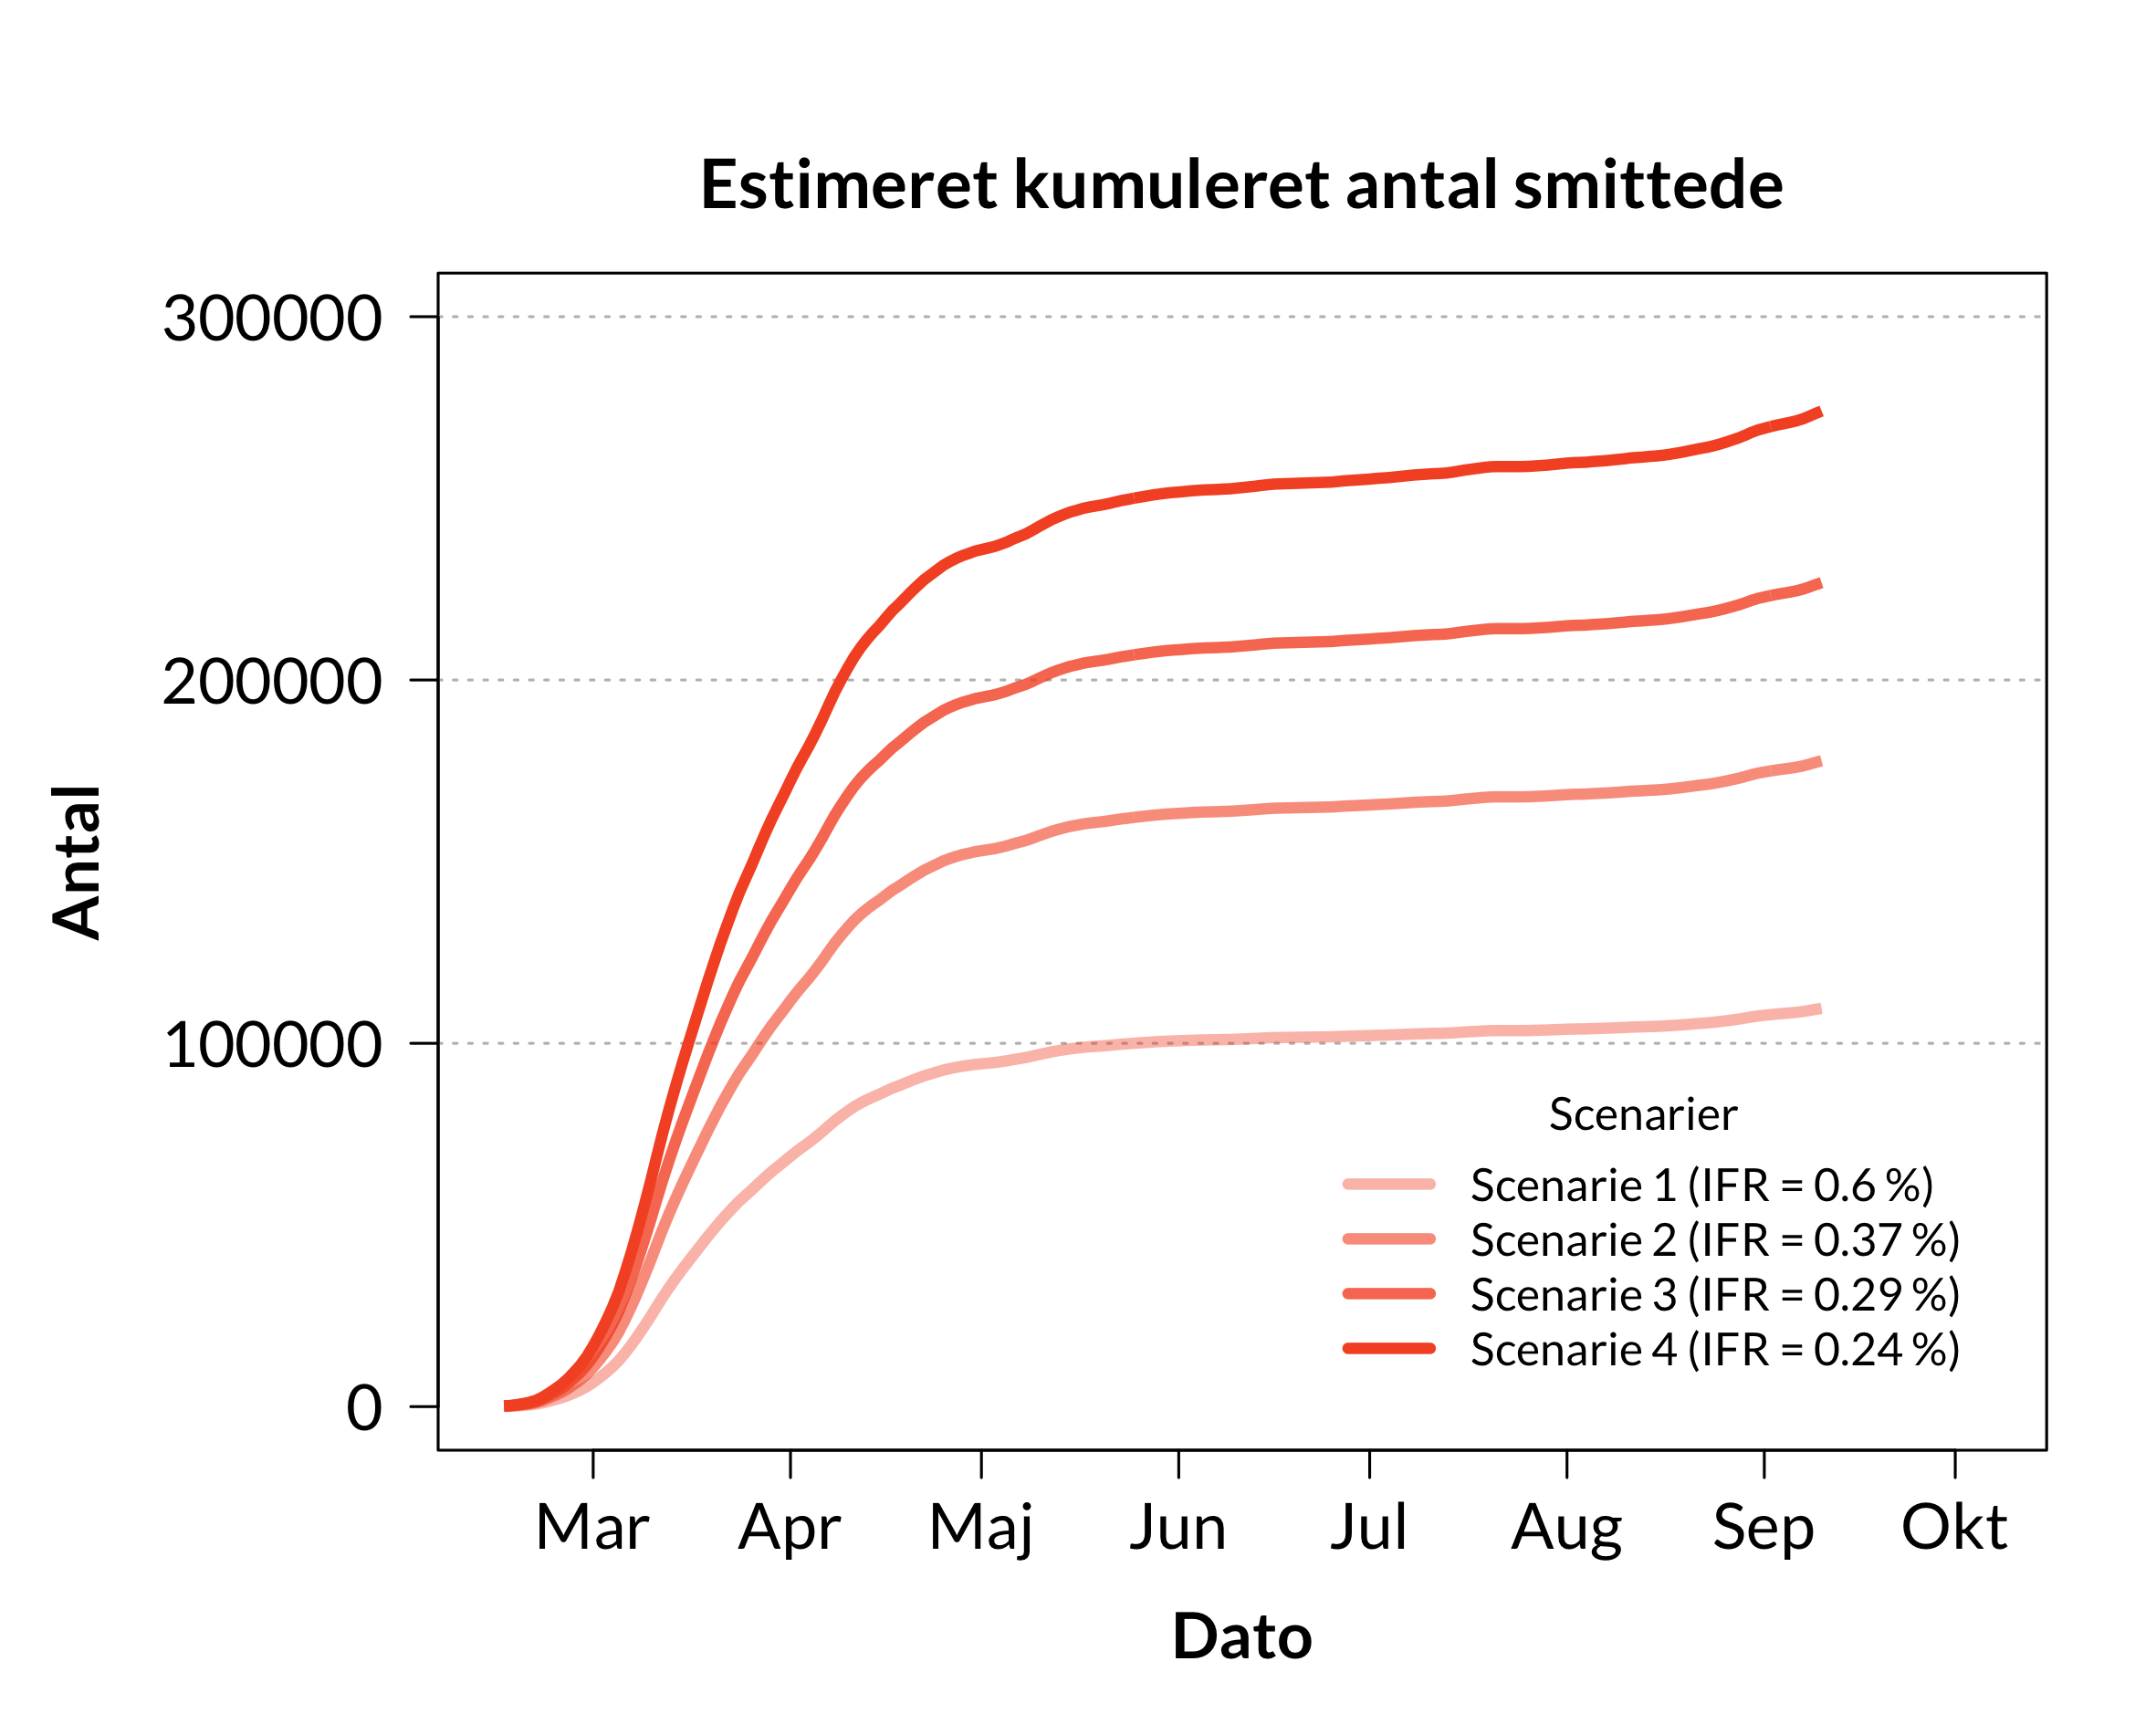 Estimeret kumuleret antal smittede
300000
200000
100000
0
Antal
Scenarier
Scenarie 1 (IFR = 0.6 %)
Scenarie 2 (IFR = 0.37 %)
Scenarie 3 (IFR = 0.29 %)
Scenarie 4 (IFR = 0.24 %)
Mar Apr Maj Jun Jul Aug Sep Okt
Dato